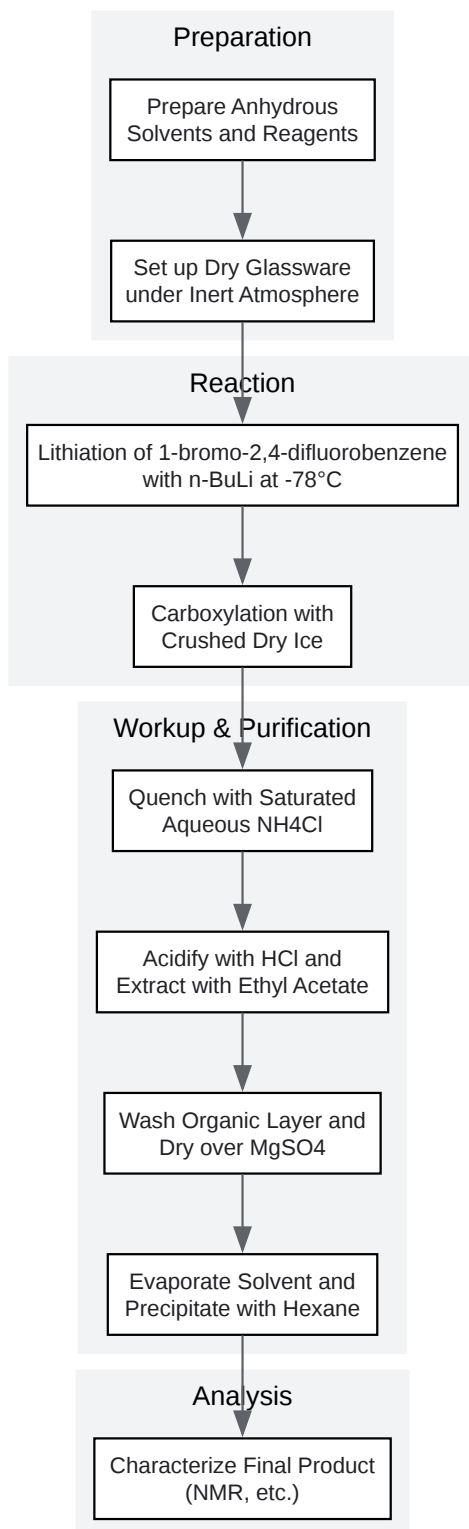 Preparation
Prepare Anhydrous
Solvents and Reagents
Set up Dry Glassware
under Inert Atmosphere
Reaction
Lithiation of 1-bromo-2,4-difluorobenzene
with n-BuLi at -78°C
Carboxylation with
Crushed Dry Ice
Workup & Purification
Quench with Saturated
Aqueous NH4Cl
Acidify with HCl and
Extract with Ethyl Acetate
Wash Organic Layer and
Dry over MgSO4
Evaporate Solvent and
Precipitate with Hexane
Analysis
Characterize Final Product
(NMR, etc.)